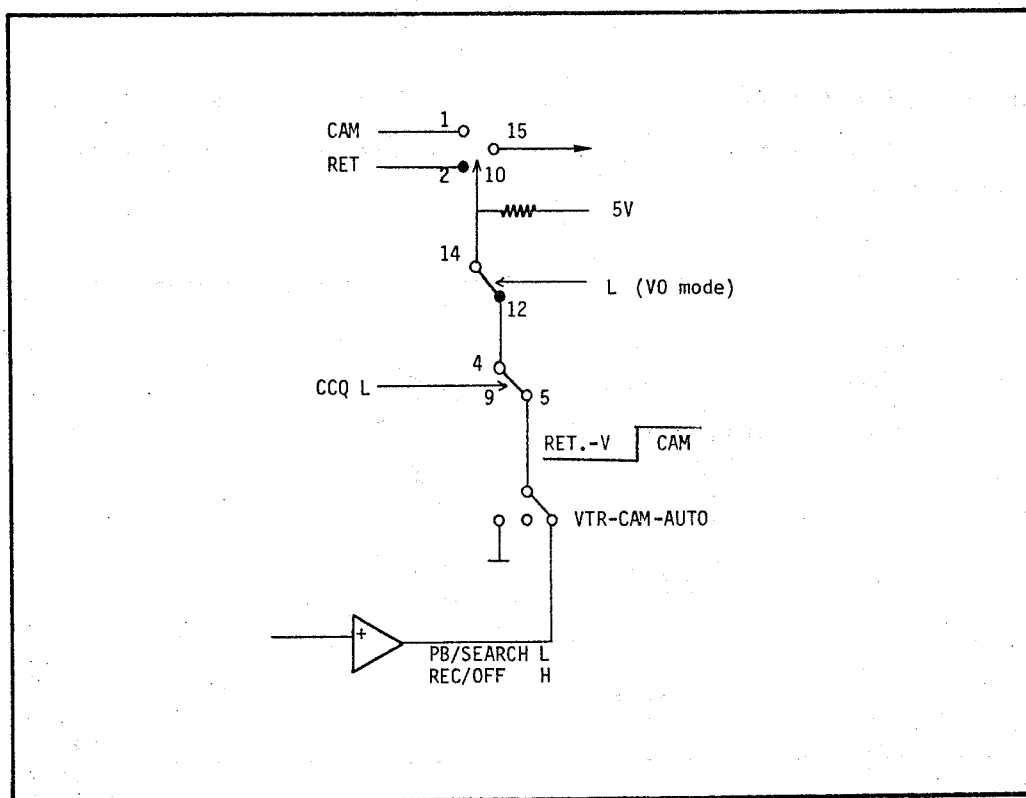 1
CAM
15
RET
2
10
5V
14
L (VO mode)
12
4
CCQ L
9
5
RET.-V
CAM
VTR-CAM-AUTO
+
PB/SEARCH L
REC/OFF H